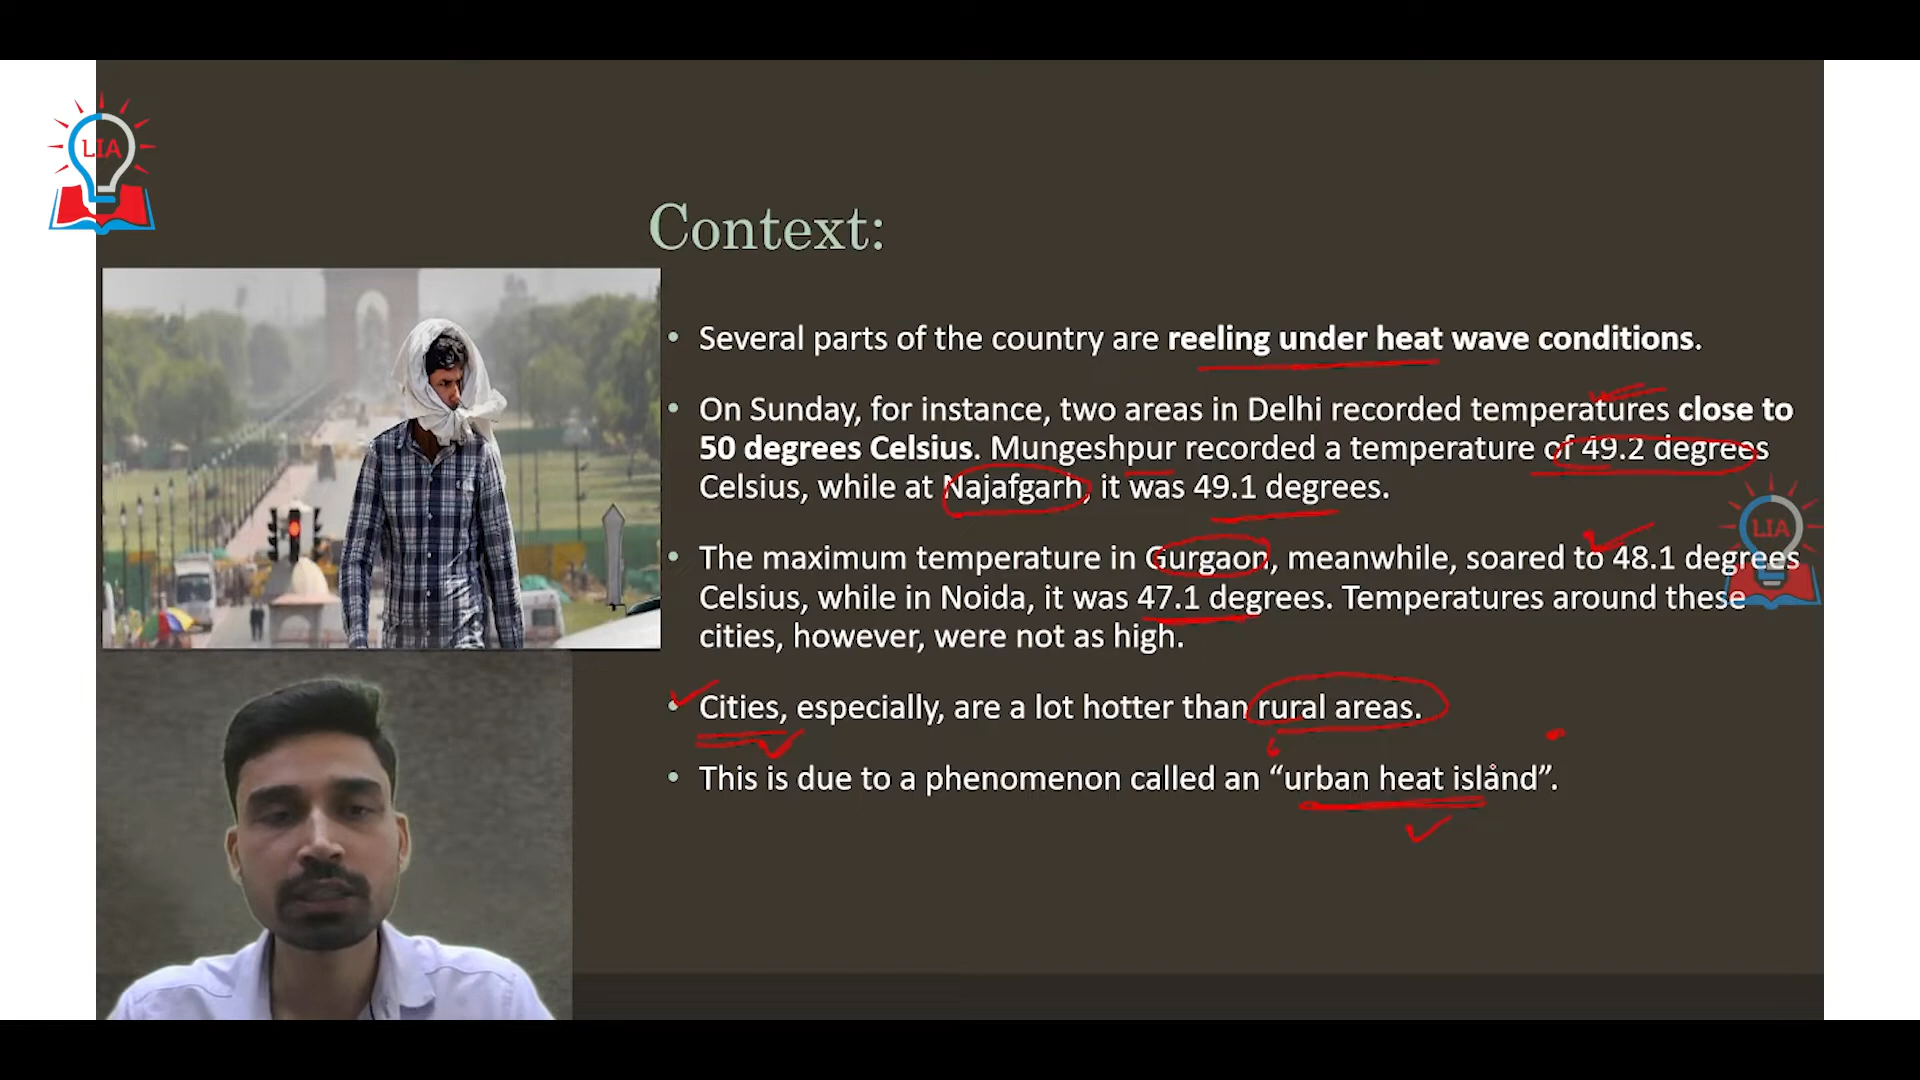 LIA
Context:
• Several parts of the country are reeling under heat wave conditions.
• On Sunday, for instance, two areas in Delhi recorded temperatures close to
50 degrees Celsius. Mungeshpur recorded a temperature of 49.2 degrees
Celsius, while at Najafgarh, it was 49.1 degrees.
LIA
• The maximum temperature in Gurgaon, meanwhile, soared to 48.1 degrees
Celsius, while in Noida, it was 47.1 degrees. Temperatures around these
cities, however, were not as high.
• Cities, especially, are a lot hotter than rural areas.
• This is due to a phenomenon called an “urban heat island”.